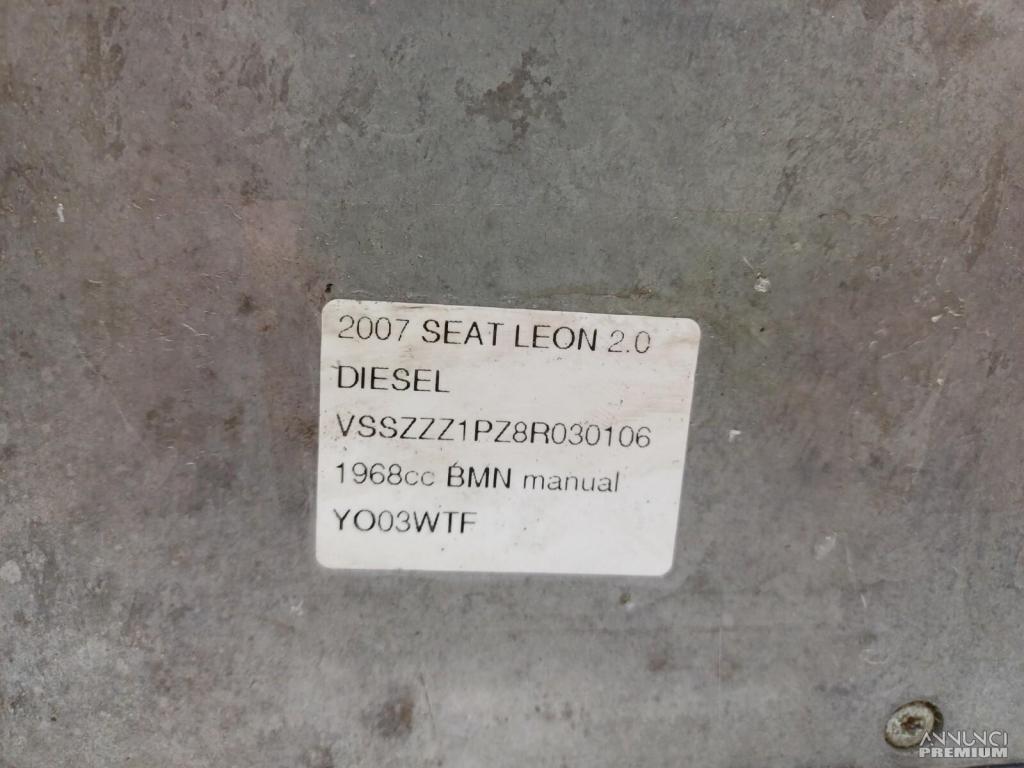 2007 SEAT LEON 2.0
DIESEL
VSSZZZ1PZ8R030106
1968cc BMN manual
YO03WTF
ANNUNCI
PREMIUM